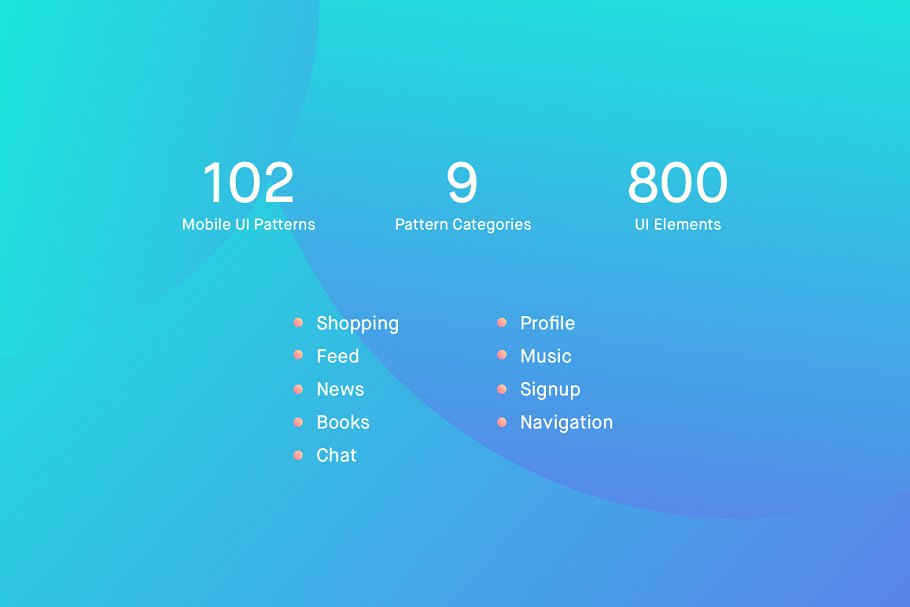 102 9 800
Mobile UI Patterns Pattern Categories UI Elements
Shopping
Feed
News
Books
Chat
Profile
Music
Signup
Navigation